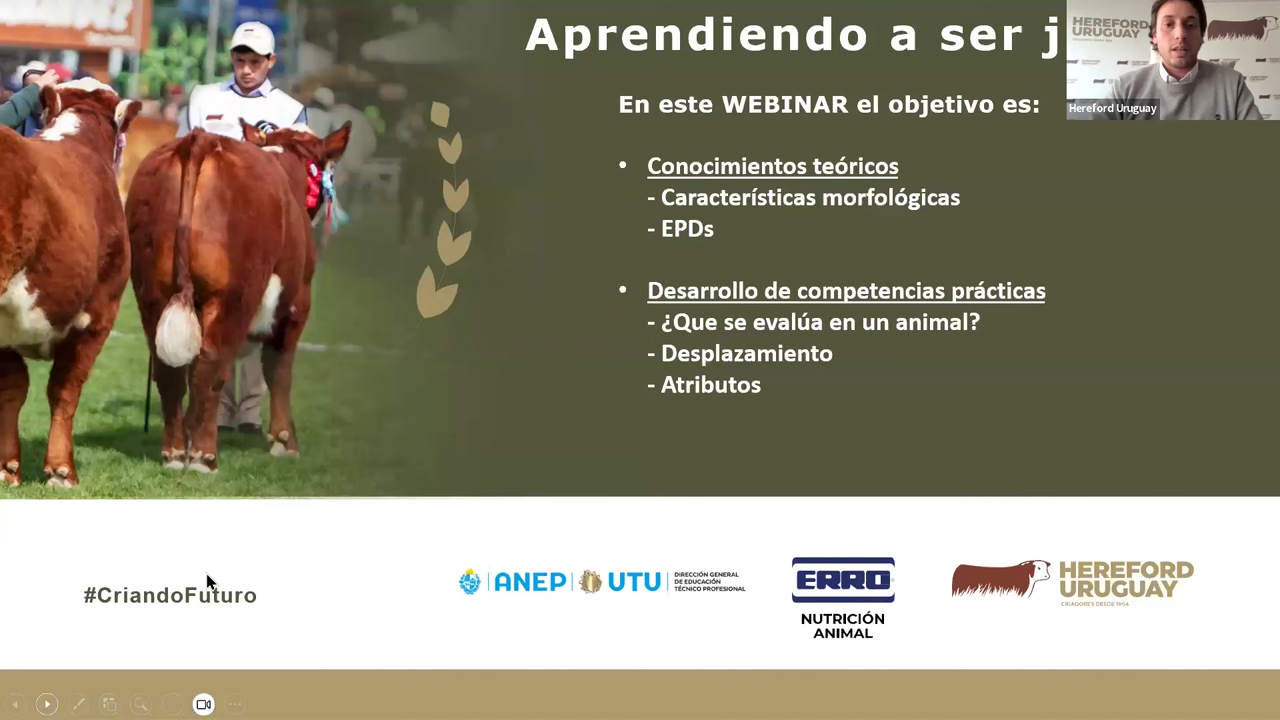 Aprendiendo a ser j
HEREFORD
URUGUAY
Hereford Uruguay
En este WEBINAR el objetivo es:
• Conocimientos teóricos
- Características morfológicas
- EPDs
• Desarrollo de competencias prácticas
- ¿Que se evalúa en un animal?
- Desplazamiento
- Atributos
#CriandoFuturo
ANEP UTU
DIRECCIÓN GENERAL
DE EDUCACIÓN
TÉCNICO PROFESIONAL
ERRO
NUTRICIÓN
ANIMAL
HEREFORD
URUGUAY
CRIADORES DESDE 1954